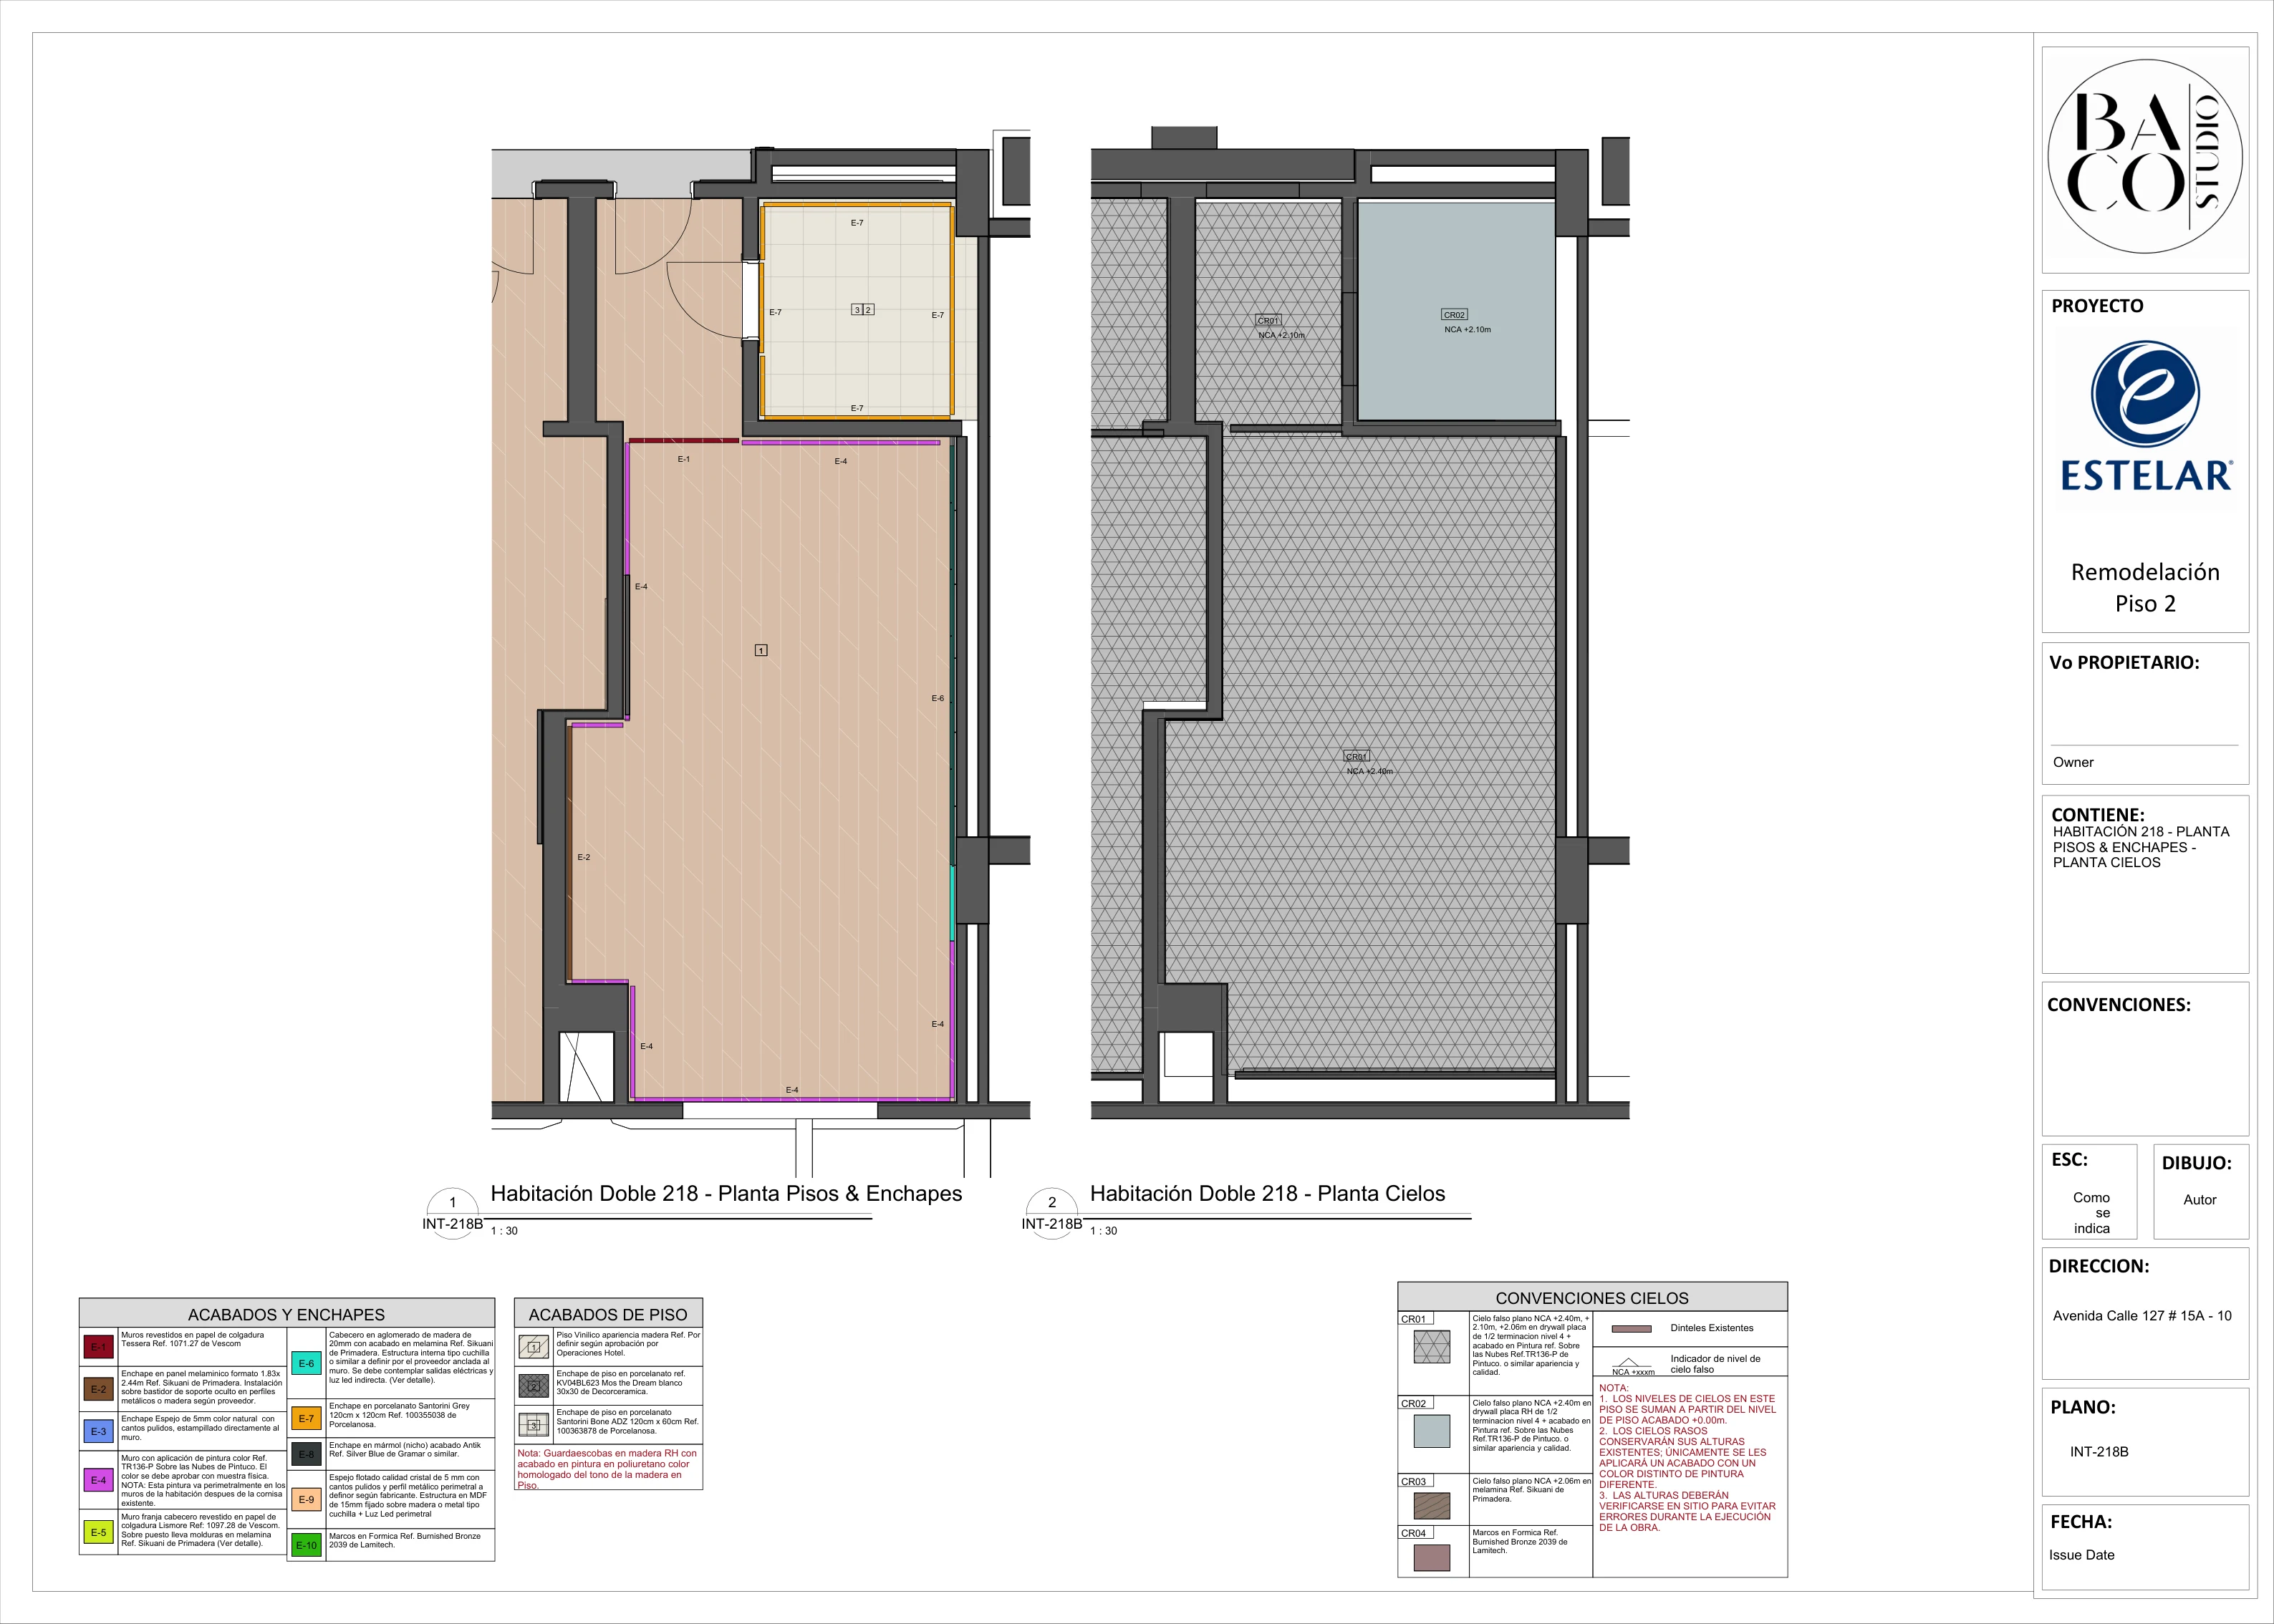 BA
CO
STUDIO
PROYECTO
ESTELAR®
Remodelación
Piso 2
Vo PROPIETARIO:
Owner
CONTIENE:
HABITACIÓN 218 - PLANTA
PISOS & ENCHAPES -
PLANTA CIELOS
CONVENCIONES:
ESC:
Como
se
indica
DIBUJO:
Autor
DIRECCION:
Avenida Calle 127 # 15A - 10
PLANO:
INT-218B
FECHA:
Issue Date
E-7
E-7
3 2
E-7
E-7
E-1
E-4
E-4
1
E-6
E-2
E-4
E-4
E-4
CR01
NCA +2.10m
CR02
NCA +2.10m
CR01
NCA +2.40m
1
INT-218B
Habitación Doble 218 - Planta Pisos & Enchapes
1 : 30
2
INT-218B
Habitación Doble 218 - Planta Cielos
1 : 30
ACABADOS Y ENCHAPES
E-1
Muros revestidos en papel de colgadura
Tessera Ref. 1071.27 de Vescom
E-2
Enchape en panel melaminico formato 1.83x
2.44m Ref. Sikuani de Primadera. Instalación
sobre bastidor de soporte oculto en perfiles
metálicos o madera según proveedor.
E-3
Enchape Espejo de 5mm color natural con
cantos pulidos, estampillado directamente al
muro.
E-4
Muro con aplicación de pintura color Ref.
TR136-P Sobre las Nubes de Pintuco. El
color se debe aprobar con muestra física.
NOTA: Esta pintura va perimetralmente en los
muros de la habitación despues de la cornisa
existente.
E-5
Muro franja cabecero revestido en papel de
colgadura Lismore Ref: 1097.28 de Vescom.
Sobre puesto lleva molduras en melamina
Ref. Sikuani de Primadera (Ver detalle).
E-6
Cabecero en aglomerado de madera de
20mm con acabado en melamina Ref. Sikuani
de Primadera. Estructura interna tipo cuchilla
o similar a definir por el proveedor anclada al
muro. Se debe contemplar salidas eléctricas y
luz led indirecta. (Ver detalle).
E-7
Enchape en porcelanato Santorini Grey
120cm x 120cm Ref. 100355038 de
Porcelanosa.
E-8
Enchape en mármol (nicho) acabado Antik
Ref. Silver Blue de Gramar o similar.
E-9
Espejo flotado calidad cristal de 5 mm con
cantos pulidos y perfil metálico perimetral a
definor según fabricante. Estructura en MDF
de 15mm fijado sobre madera o metal tipo
cuchilla + Luz Led perimetral
E-10
Marcos en Formica Ref. Burnished Bronze
2039 de Lamitech.
ACABADOS DE PISO
1
Piso Vinilico apariencia madera Ref. Por
definir según aprobación por
Operaciones Hotel.
2
Enchape de piso en porcelanato ref.
KV04BL623 Mos the Dream blanco
30x30 de Decorceramica.
3
Enchape de piso en porcelanato
Santorini Bone ADZ 120cm x 60cm Ref.
100363878 de Porcelanosa.
Nota: Guardaescobas en madera RH con
acabado en pintura en poliuretano color
homologado del tono de la madera en
Piso.
CONVENCIONES CIELOS
CR01
Cielo falso plano NCA +2.40m, +
2.10m, +2.06m en drywall placa
de 1/2 terminacion nivel 4 +
acabado en Pintura ref. Sobre
las Nubes Ref.TR136-P de
Pintuco. o similar apariencia y
calidad.
CR02
Cielo falso plano NCA +2.40m en
drywall placa RH de 1/2
terminacion nivel 4 + acabado en
Pintura ref. Sobre las Nubes
Ref.TR136-P de Pintuco. o
similar apariencia y calidad.
CR03
Cielo falso plano NCA +2.06m en
melamina Ref. Sikuani de
Primadera.
CR04
Marcos en Formica Ref.
Burnished Bronze 2039 de
Lamitech.
Dinteles Existentes
NCA +xxxm
Indicador de nivel de
cielo falso
NOTA:
1. LOS NIVELES DE CIELOS EN ESTE
PISO SE SUMAN A PARTIR DEL NIVEL
DE PISO ACABADO +0.00m.
2. LOS CIELOS RASOS
CONSERVARÁN SUS ALTURAS
EXISTENTES; ÚNICAMENTE SE LES
APLICARÁ UN ACABADO CON UN
COLOR DISTINTO DE PINTURA
DIFERENTE.
3. LAS ALTURAS DEBERÁN
VERIFICARSE EN SITIO PARA EVITAR
ERRORES DURANTE LA EJECUCIÓN
DE LA OBRA.